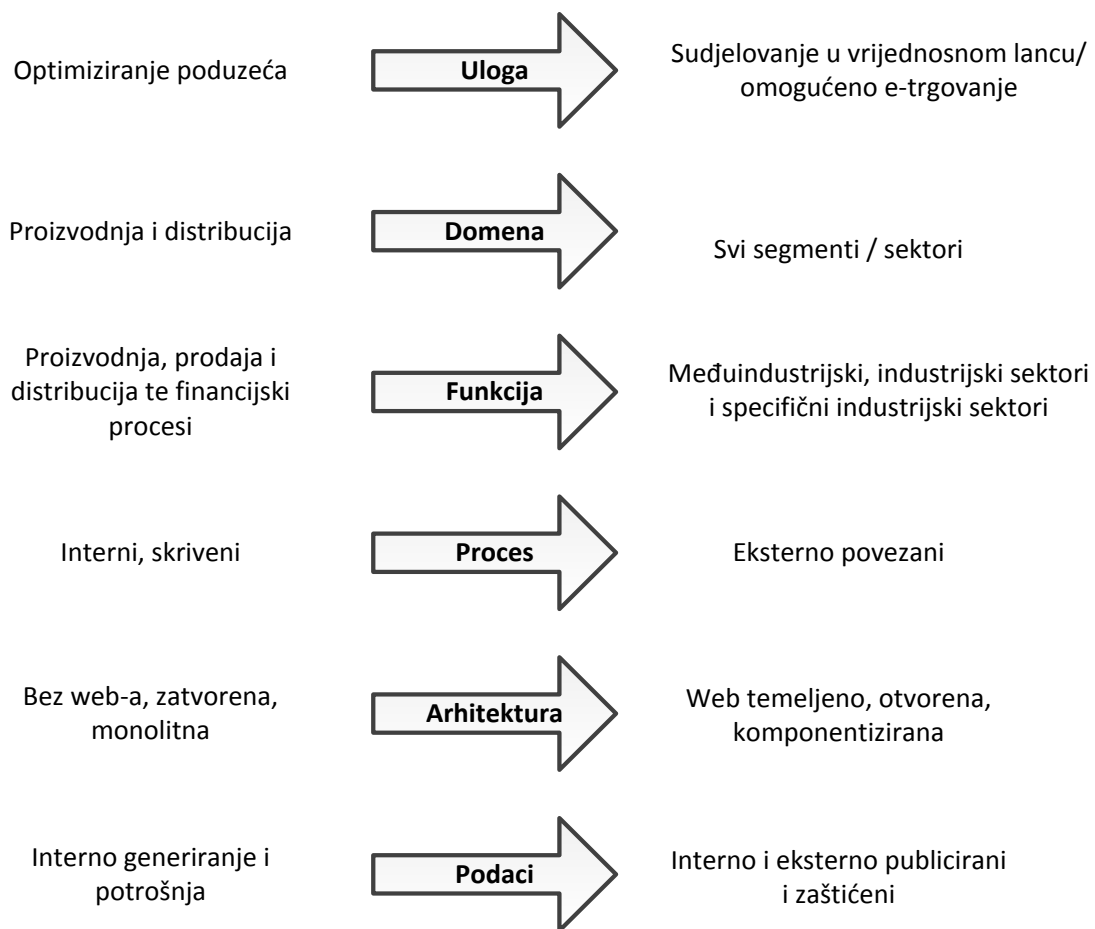 Optimiziranje poduzeća
Uloga
Sudjelovanje u vrijednosnom lancu/
omogućeno e-trgovanje
Proizvodnja i distribucija
Domena
Svi segmenti / sektori
Proizvodnja, prodaja i
distribucija te financijski
procesi
Funkcija
Međuindustrijski, industrijski sektori
i specifični industrijski sektori
Interni, skriveni
Proces
Eksterno povezani
Bez web-a, zatvorena,
monolitna
Arhitektura
Web temeljeno, otvorena,
komponentizirana
Interno generiranje i
potrošnja
Podaci
Interno i eksterno publicirani
i zaštićeni